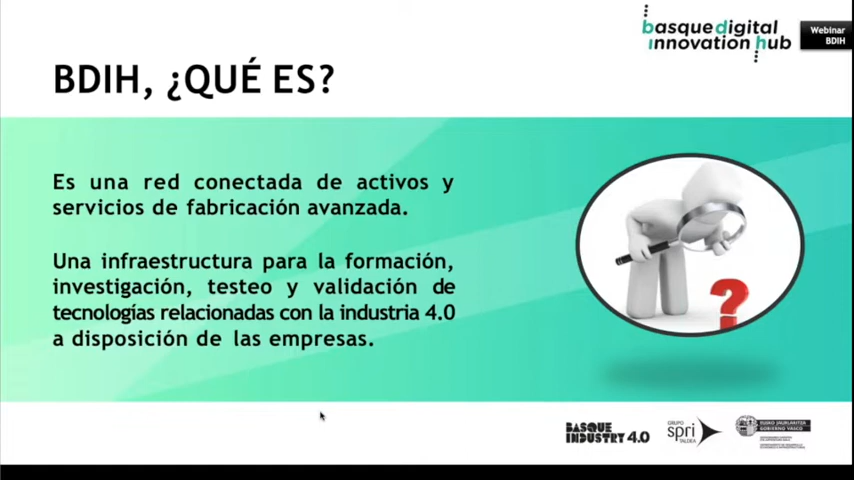 basque digital
innovation hub
Webinar
BDIH
BDIH, ¿QUÉ ES?
Es una red conectada de activos y
servicios de fabricación avanzada.
Una infraestructura para la formación,
investigación, testeo y validación de
tecnologías relacionadas con la industria 4.0
a disposición de las empresas.
?
BASQUE
INDUSTRY 4.0
GRUPO
spri
TALDEA
EUSKO JAURLARITZA
GOBIERNO VASCO